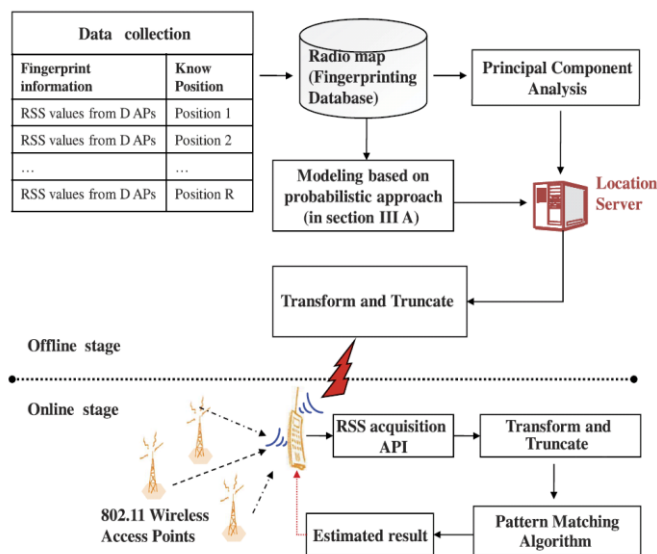 Data collection
Fingerprint information
Know Position
RSS values from D APs
Position 1
RSS values from D APs
Position 2
...
...
RSS values from D APs
Position R
Radio map
(Fingerprinting
Database)
Principal Component
Analysis
Modeling based on
probabilistic approach
(in section III A)
Location
Server
Transform and Truncate
Offline stage
Online stage
RSS acquisition
API
Transform and
Truncate
802.11 Wireless
Access Points
Estimated result
Pattern Matching
Algorithm